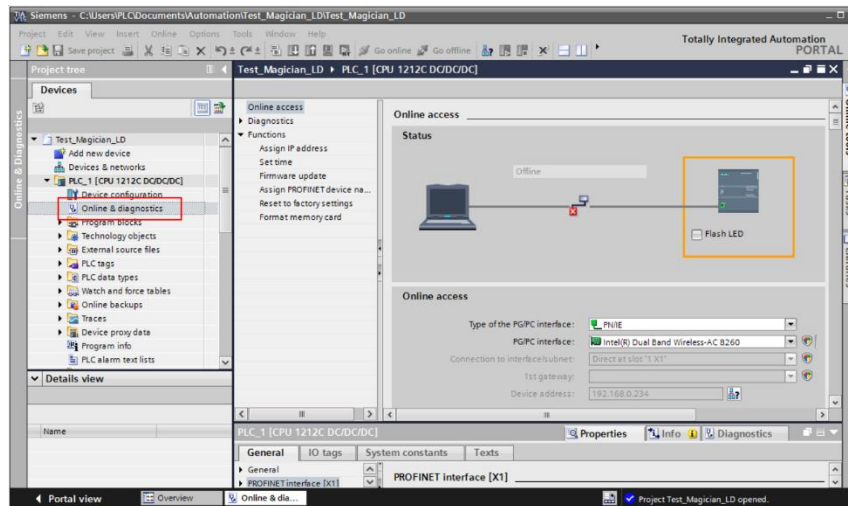 Siemens - C:\Users\PLC\Documents\Automation\Test_Magician_LD\Test_Magician_LD
Project Edit View Insert Online Options Tools Window Help
Totally Integrated Automation
PORTAL
Save project Go online Go offline
Project tree
Test_Magician_LD PLC_1 [CPU 1212C DC/DC/DC]
Devices
Online & Diagnostics
Test_Magician_LD
Add new device
Devices & networks
PLC_1 [CPU 1212C DC/DC/DC]
Device configuration
Online & diagnostics
Program blocks
Technology objects
External source files
PLC tags
PLC data types
Watch and force tables
Online backups
Traces
Device proxy data
Program info
PLC alarm text lists
Details view
Name
Online access
Diagnostics
Functions
Assign IP address
Set time
Firmware update
Assign PROFINET device na...
Reset to factory settings
Format memory card
Online access
Status
Offline
Flash LED
Online access
Type of the PG/PC interface: PN/IE
PG/PC interface: Intel(R) Dual Band Wireless-AC 8260
Connection to interface/subnet: Direct at slot '1 X1'
1st gateway:
Device address: 192.168.0.234
PLC_1 [CPU 1212C DC/DC/DC]
Properties Info Diagnostics
General IO tags System constants Texts
General
PROFINET interface [X1]
PROFINET interface [X1]
Portal view Overview Online & dia... Project Test_Magician_LD opened.